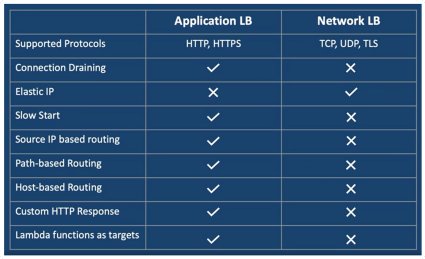 Application LB Network LB
Supported Protocols HTTP, HTTPS TCP, UDP, TLS
Connection Draining ✓ ✕
Elastic IP ✕ ✓
Slow Start ✓ ✕
Source IP based routing ✓ ✕
Path-based Routing ✓ ✕
Host-based Routing ✓ ✕
Custom HTTP Response ✓ ✕
Lambda functions as targets ✓ ✕